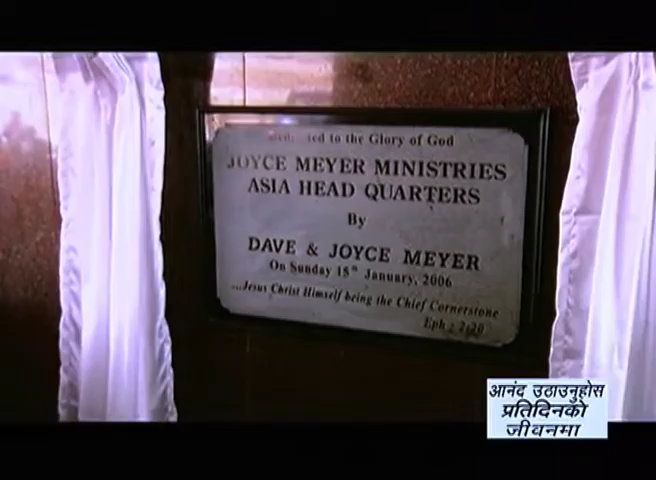 to the Glory of God
JOYCE MEYER MINISTRIES
ASIA HEAD QUARTERS
By
DAVE & JOYCE MEYER
On Sunday 15th January, 2006
...Jesus Christ Himself being the Chief Cornerstone
Eph 2:20
आनंद उठाउनुहोस
प्रतिदिनको
जीवनमा